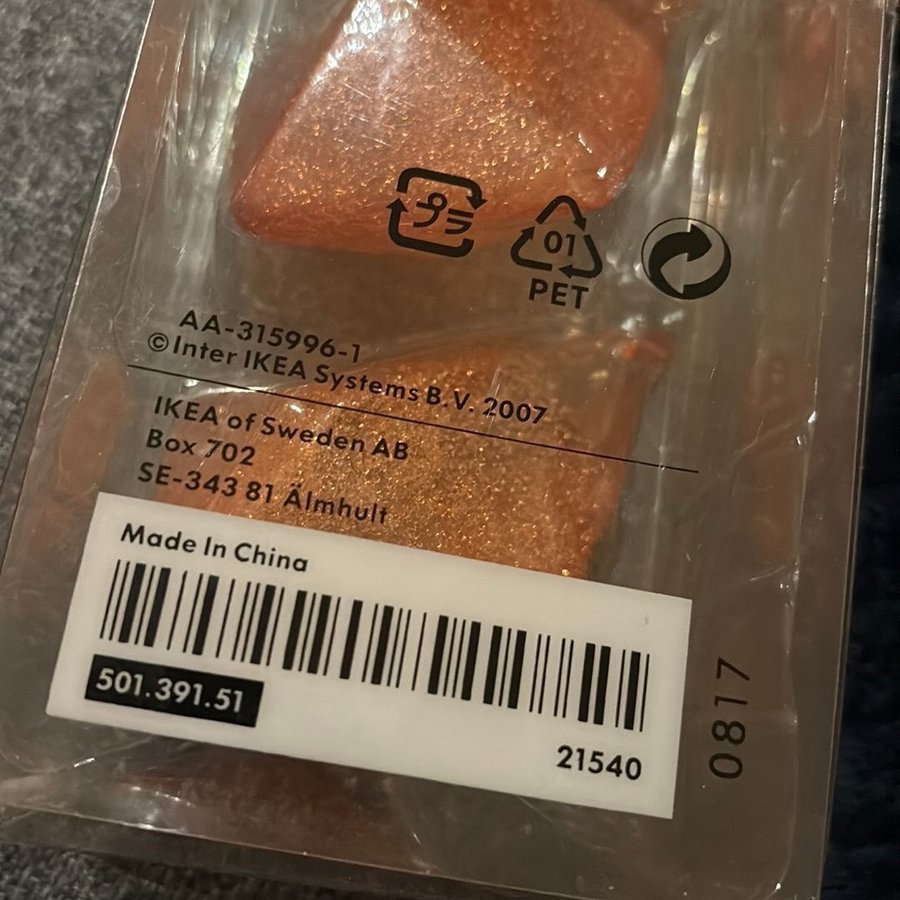 プラ
01
PET
AA-315996-1
©Inter IKEA Systems B.V. 2007
IKEA of Sweden AB
Box 702
SE-343 81 Älmhult
Made In China
501.391.51
21540
0817